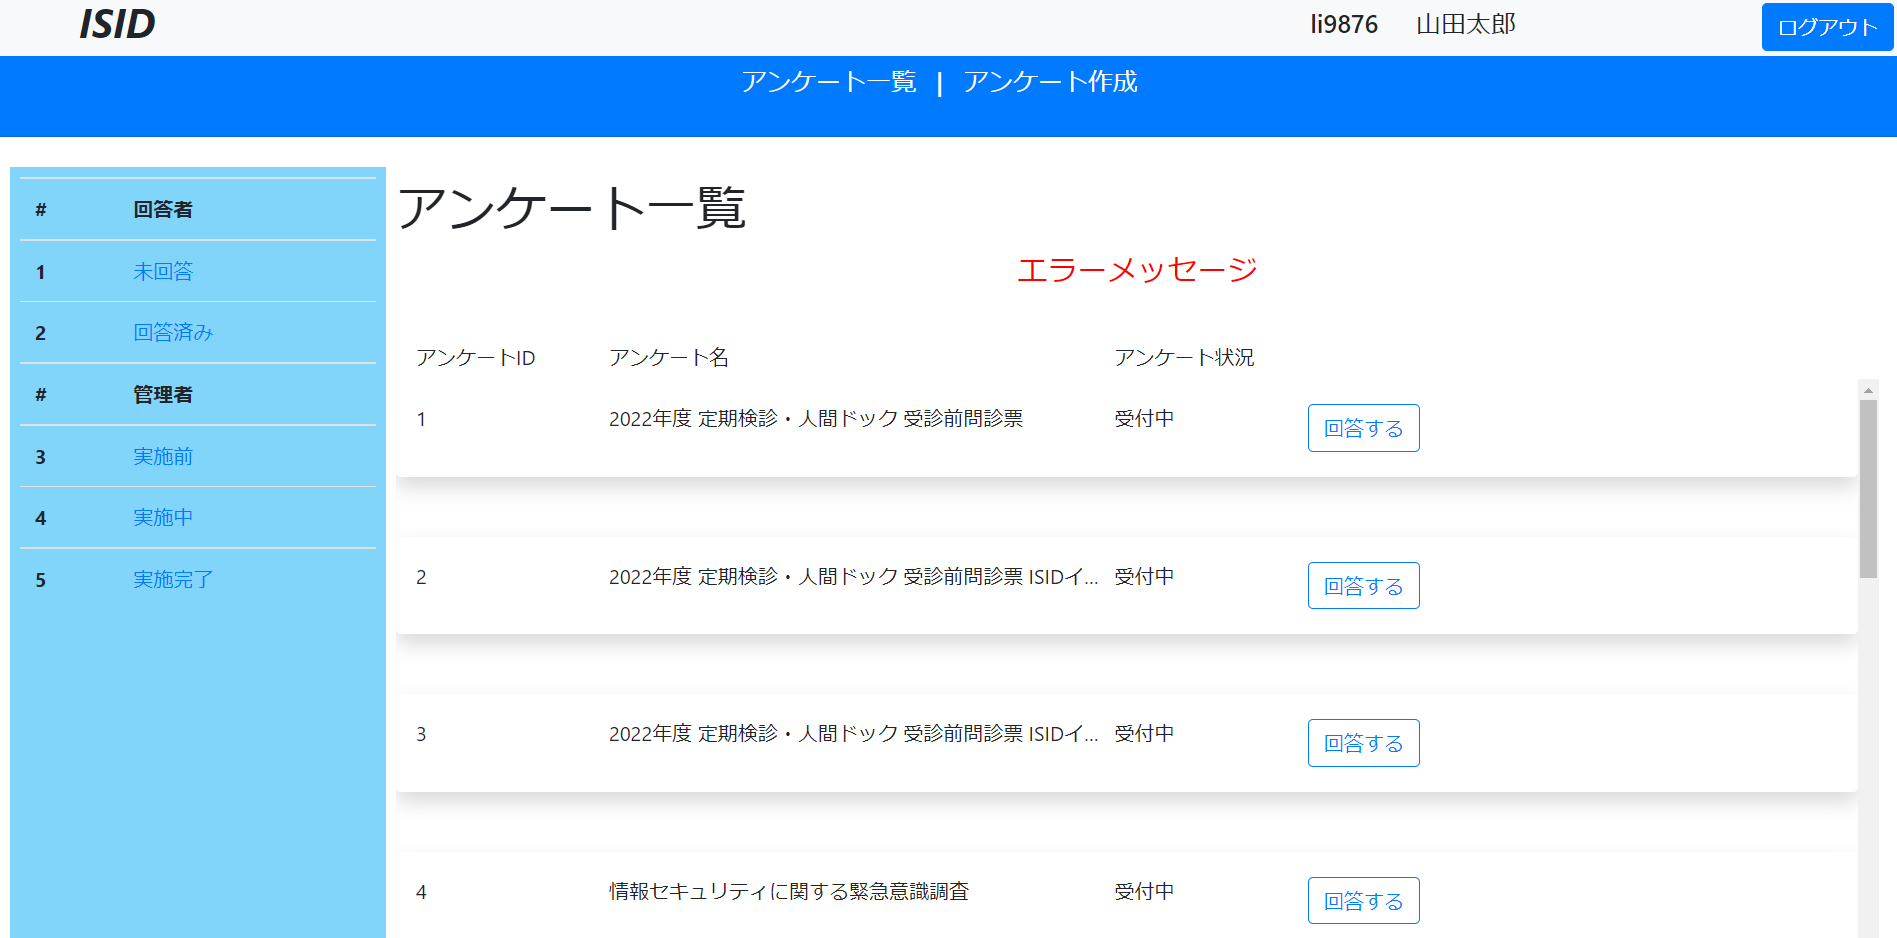 ISID li9876 山田太郎 ログアウト
アンケート一覧 | アンケート作成
# 回答者
1 未回答
2 回答済み
# 管理者
3 実施前
4 実施中
5 実施完了
アンケート一覧
エラーメッセージ
アンケートID アンケート名 アンケート状況
1 2022年度 定期検診・人間ドック 受診前問診票 受付中 回答する
2 2022年度 定期検診・人間ドック 受診前問診票 ISIDイ... 受付中 回答する
3 2022年度 定期検診・人間ドック 受診前問診票 ISIDイ... 受付中 回答する
4 情報セキュリティに関する緊急意識調査 受付中 回答する